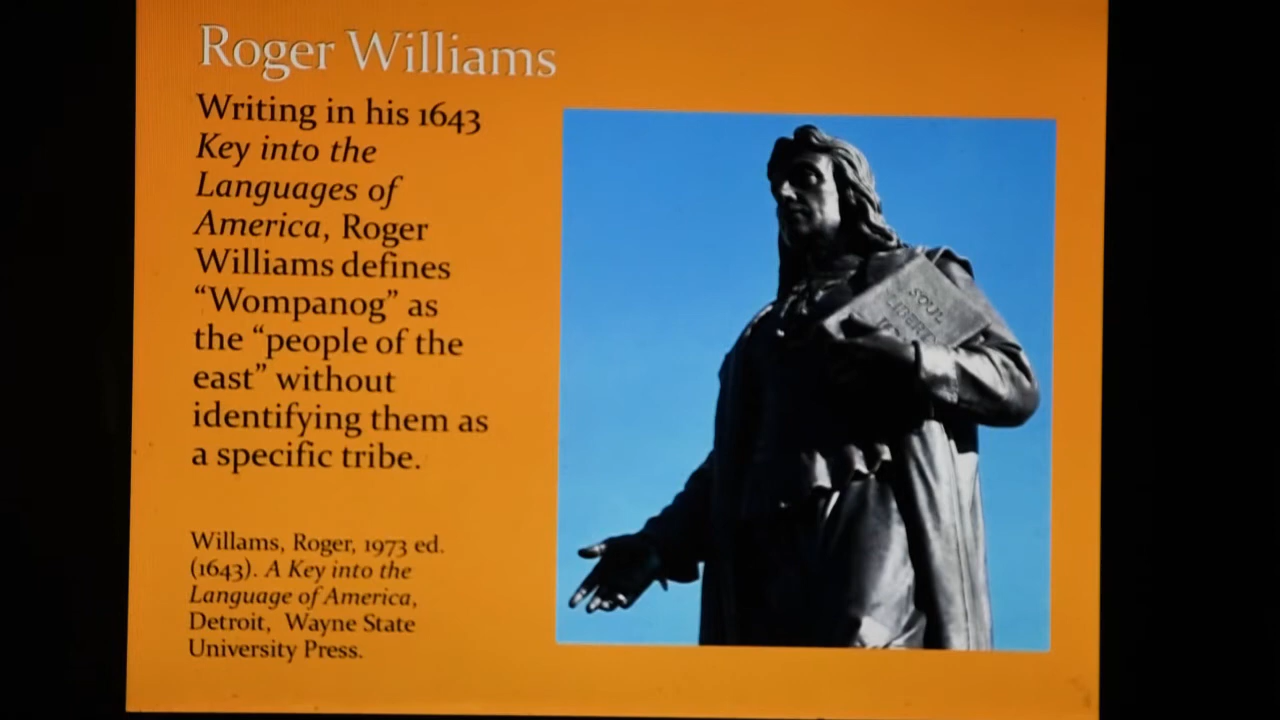 Roger Williams
Writing in his 1643
Key into the
Languages of
America, Roger
Williams defines
“Wompanog” as
the “people of the
east” without
identifying them as
a specific tribe.
Willams, Roger, 1973 ed.
(1643). A Key into the
Language of America,
Detroit, Wayne State
University Press.
SOUL
LIBERTY